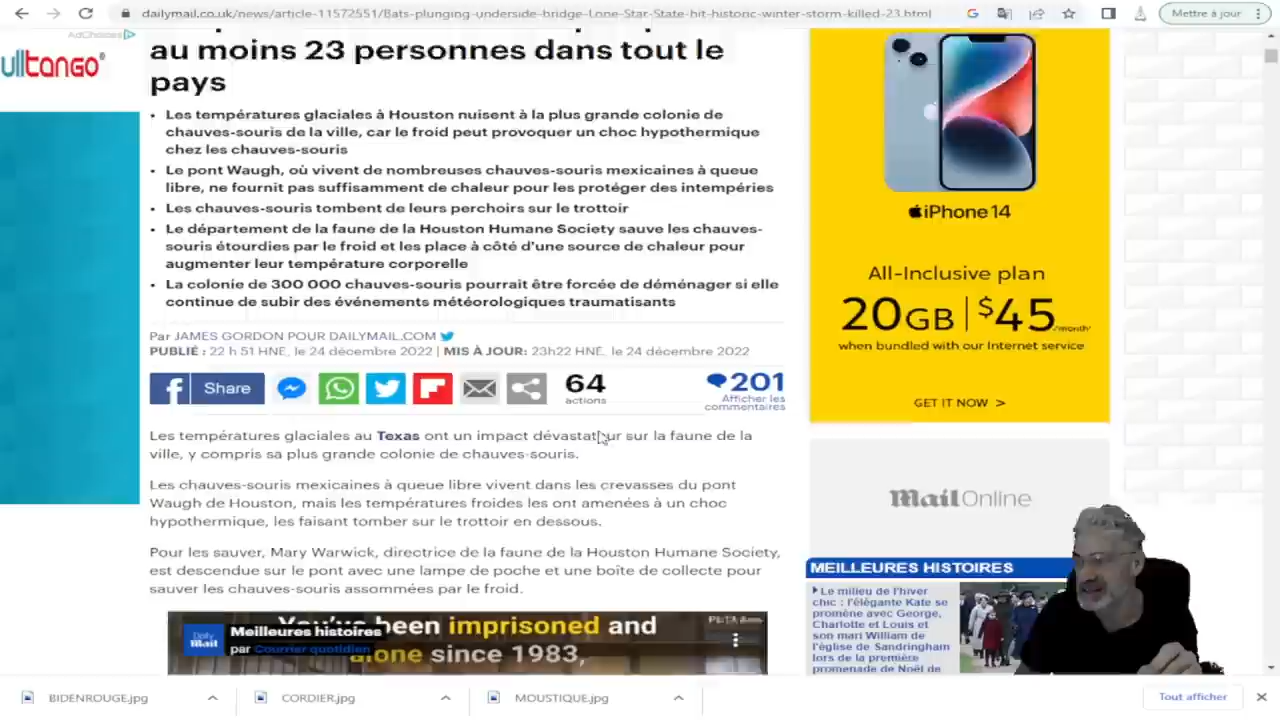 dailymail.co.uk/news/article-11572551/Bats-plunging-underside-bridge-Lone-Star-State-hit-historic-winter-storm-killed-23.html
Mettre à jour
AdChoices
ulltango
au moins 23 personnes dans tout le
pays
• Les températures glaciales à Houston nuisent à la plus grande colonie de
chauves-souris de la ville, car le froid peut provoquer un choc hypothermique
chez les chauves-souris
• Le pont Waugh, où vivent de nombreuses chauves-souris mexicaines à queue
libre, ne fournit pas suffisamment de chaleur pour les protéger des intempéries
• Les chauves-souris tombent de leurs perchoirs sur le trottoir
• Le département de la faune de la Houston Humane Society sauve les chauves-
souris étourdies par le froid et les place à côté d'une source de chaleur pour
augmenter leur température corporelle
• La colonie de 300 000 chauves-souris pourrait être forcée de déménager si elle
continue de subir des événements météorologiques traumatisants
Par JAMES GORDON POUR DAILYMAIL.COM
PUBLIÉ : 22 h 51 HNE, le 24 décembre 2022 | MIS À JOUR: 23h22 HNE, le 24 décembre 2022
Share
64
actions
201
Afficher les
commentaires
Les températures glaciales au Texas ont un impact dévastateur sur la faune de la
ville, y compris sa plus grande colonie de chauves-souris.
Les chauves-souris mexicaines à queue libre vivent dans les crevasses du pont
Waugh de Houston, mais les températures froides les ont amenées à un choc
hypothermique, les faisant tomber sur le trottoir en dessous.
Pour les sauver, Mary Warwick, directrice de la faune de la Houston Humane Society,
est descendue sur le pont avec une lampe de poche et une boîte de collecte pour
sauver les chauves-souris assommées par le froid.
You've been imprisoned and
alone since 1983,
Daily Mail
Meilleures histoires
par Courrier quotidien
iPhone 14
All-Inclusive plan
20GB | $45 /month
when bundled with our Internet service
GET IT NOW >
Mail Online
MEILLEURES HISTOIRES
Le milieu de l'hiver
chic : l'élégante Kate se
promène avec George,
Charlotte et Louis et
son mari William de
l'église de Sandringham
lors de la première
promenade de Noël de
BIDENROUGE.jpg
CORDIER.jpg
MOUSTIQUE.jpg
Tout afficher